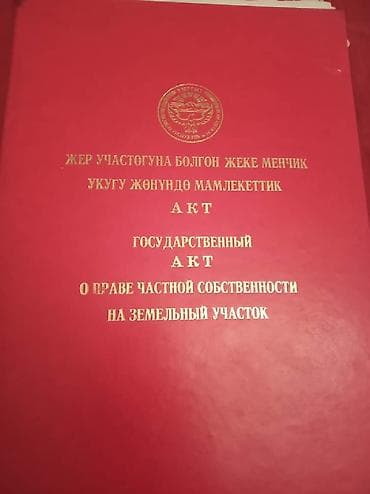 ЖЕР УЧАСТОГУНА БОЛГОН ЖЕКЕ МЕНЧИК
УКУГУ ЖӨНҮНДӨ МАМЛЕКЕТТИК
АКТ
ГОСУДАРСТВЕННЫЙ
АКТ
О ПРАВЕ ЧАСТНОЙ СОБСТВЕННОСТИ
НА ЗЕМЕЛЬНЫЙ УЧАСТОК